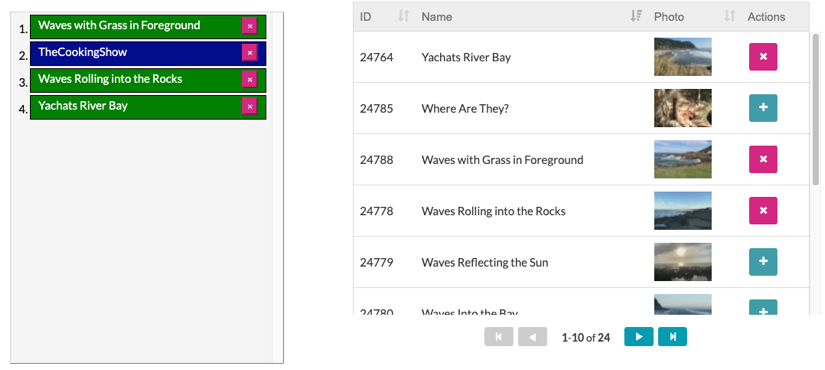 1. Waves with Grass in Foreground ×
2. TheCookingShow ×
3. Waves Rolling into the Rocks ×
4. Yachats River Bay ×
ID Name Photo Actions
24764 Yachats River Bay
24785 Where Are They?
24788 Waves with Grass in Foreground
24778 Waves Rolling into the Rocks
24779 Waves Reflecting the Sun
24780 Waves Into the Bay
1-10 of 24